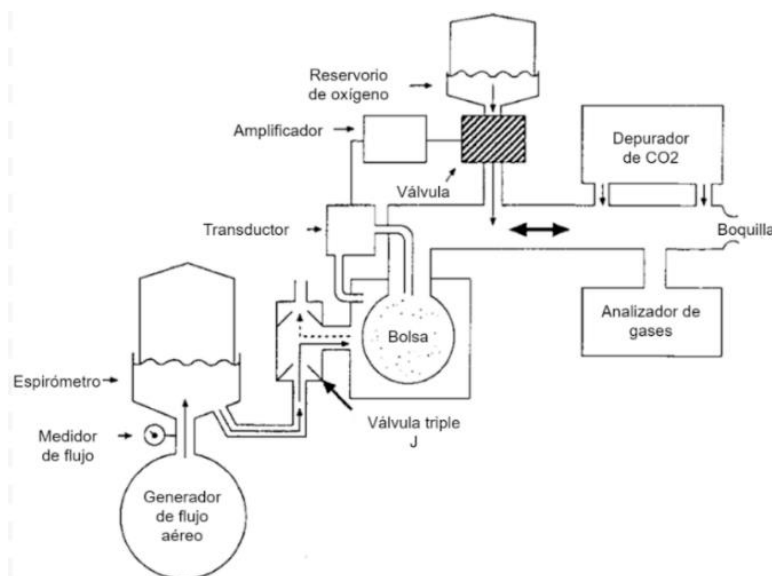 Reservorio
de oxígeno
Amplificador
Depurador
de CO2
Válvula
Transductor
Boquilla
Analizador de
gases
Bolsa
Espirómetro
Válvula triple
J
Medidor
de flujo
Generador
de flujo
aéreo